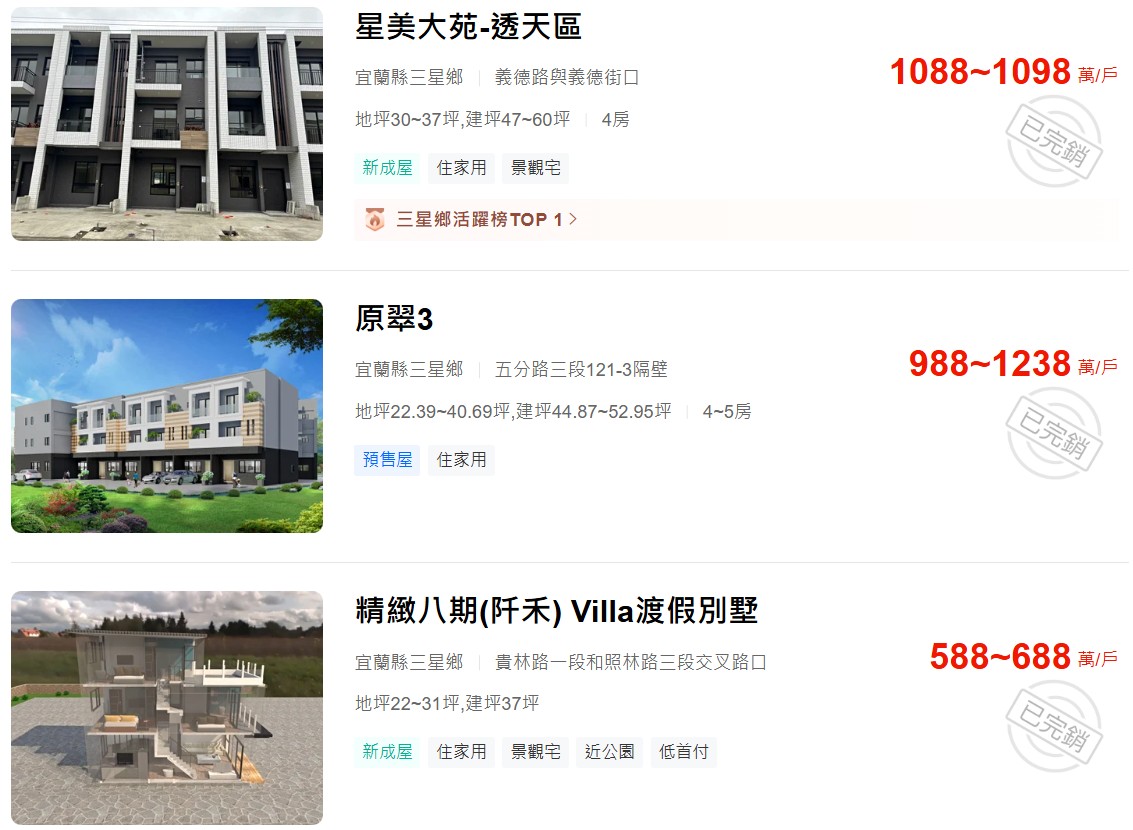 星美大苑-透天區
宜蘭縣三星鄉 義德路與義德街口
1088~1098 萬/戶
地坪30~37坪,建坪47~60坪 4房
已完銷
新成屋 住家用 景觀宅
三星鄉活躍榜TOP 1
原翠3
宜蘭縣三星鄉 五分路三段121-3隔壁
988~1238 萬/戶
地坪22.39~40.69坪,建坪44.87~52.95坪 4~5房
已完銷
預售屋 住家用
精緻八期(阡禾) Villa渡假別墅
宜蘭縣三星鄉 貴林路一段和照林路三段交叉路口
588~688 萬/戶
地坪22~31坪,建坪37坪
已完銷
新成屋 住家用 景觀宅 近公園 低首付